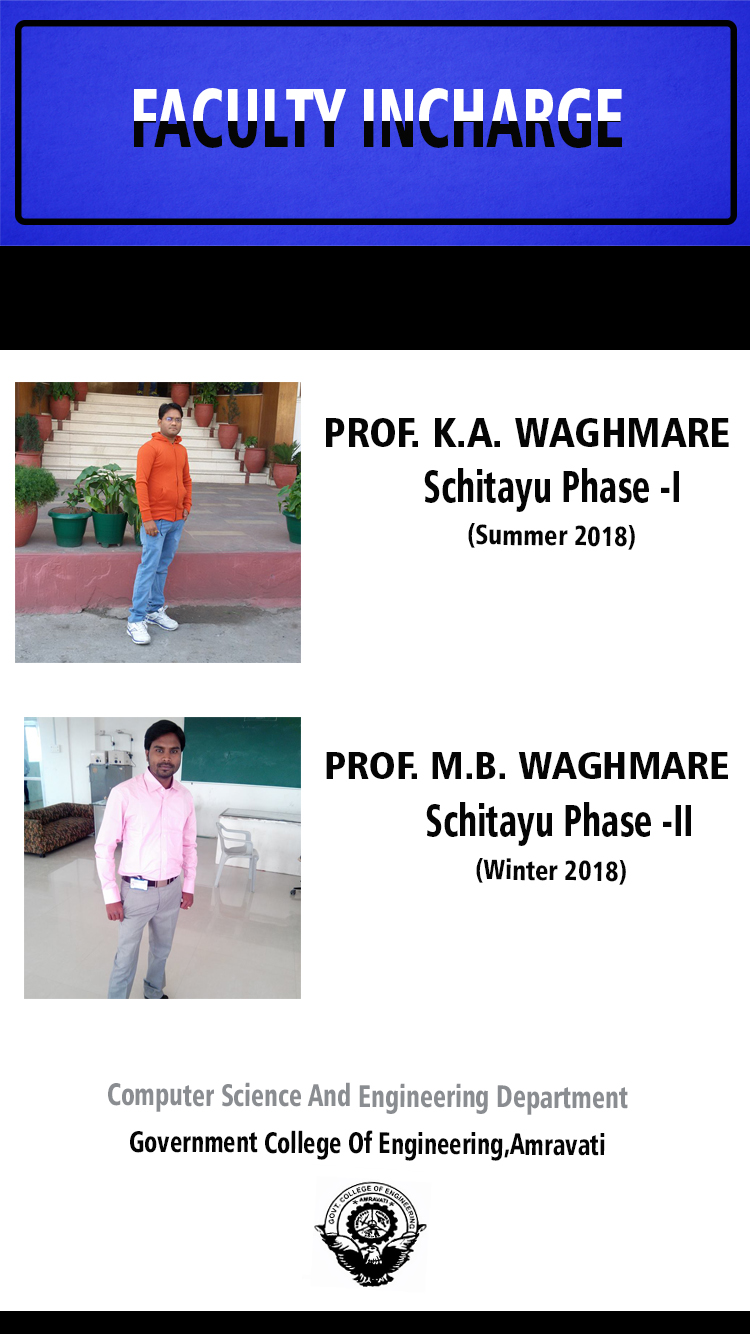 FACULTY INCHARGE
PROF. K.A. WAGHMARE
Schitayu Phase -I
(Summer 2018)
PROF. M.B. WAGHMARE
Schitayu Phase -II
(Winter 2018)
Computer Science And Engineering Department
Government College Of Engineering,Amravati
GOVT. COLLEGE OF ENGINEERING
AMRAVATI